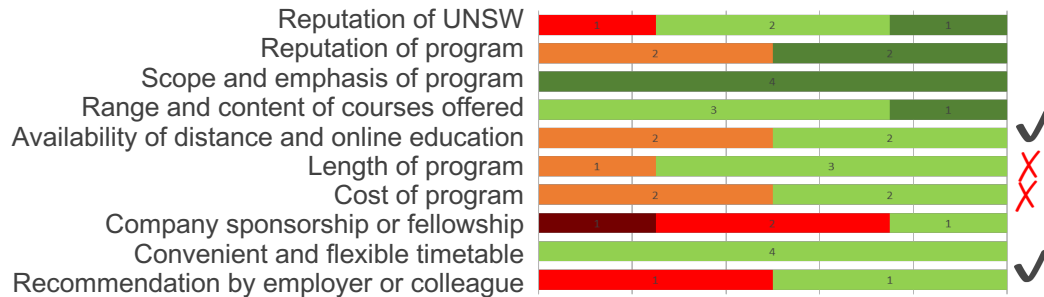 Reputation of UNSW 1 2 1
Reputation of program 2 2
Scope and emphasis of program 4
Range and content of courses offered 3 1
Availability of distance and online education 2 2
Length of program 1 3
Cost of program 2 2
Company sponsorship or fellowship 1 2 1
Convenient and flexible timetable 4
Recommendation by employer or colleague 1 1